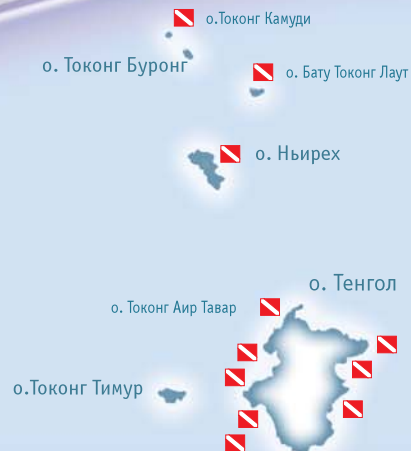 о.Токонг Камуди
о. Токонг Буронг
о. Бату Токонг Лаут
о. Ньирех
о. Тенгол
о. Токонг Аир Тавар
о.Токонг Тимур